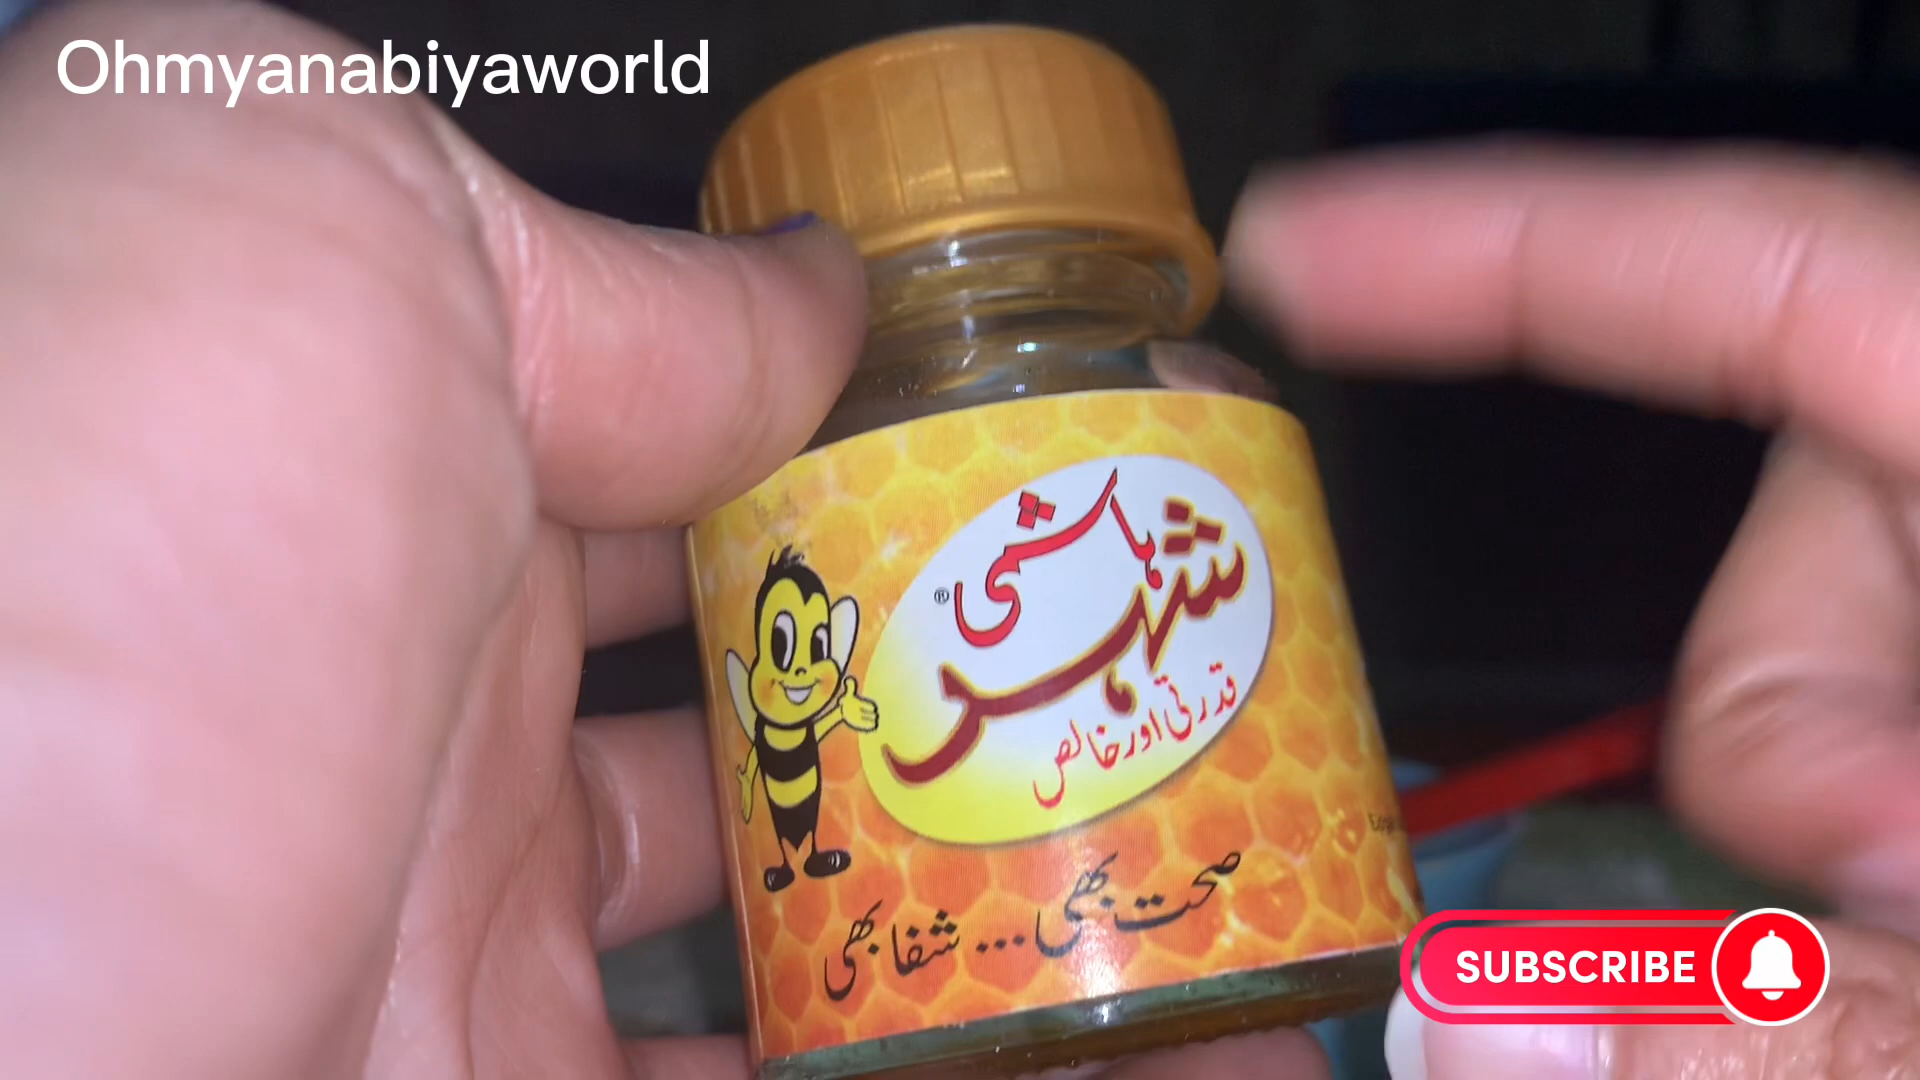 Ohmyanabiyaworld
ہاشمی
®
شہد
قدرتی اور خالص
صحت بھی ... شفا بھی
SUBSCRIBE